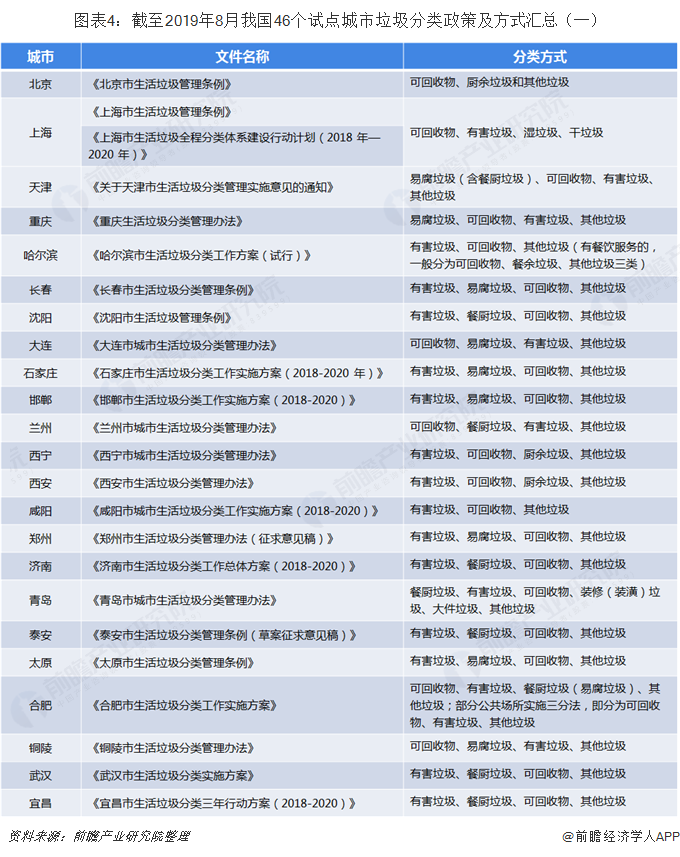 图表4：截至2019年8月我国46个试点城市垃圾分类政策及方式汇总（一）
城市 文件名称 分类方式
北京 《北京市生活垃圾管理条例》 可回收物、厨余垃圾和其他垃圾
上海 《上海市生活垃圾管理条例》 可回收物、有害垃圾、湿垃圾、干垃圾
《上海市生活垃圾全程分类体系建设行动计划（2018 年—
2020 年）》
天津 《关于天津市生活垃圾分类管理实施意见的通知》 易腐垃圾（含餐厨垃圾）、可回收物、有害垃圾、
其他垃圾
重庆 《重庆生活垃圾分类管理办法》 易腐垃圾、可回收物、有害垃圾、其他垃圾
哈尔滨 《哈尔滨市生活垃圾分类工作方案（试行）》 有害垃圾、可回收物、其他垃圾（有餐饮服务的，
一般分为可回收物、餐余垃圾、其他垃圾三类）
长春 《长春市生活垃圾分类管理条例》 有害垃圾、易腐垃圾、可回收物、其他垃圾
沈阳 《沈阳市生活垃圾管理条例》 有害垃圾、餐厨垃圾、可回收物、其他垃圾
大连 《大连市城市生活垃圾分类管理办法》 可回收物、易腐垃圾、有害垃圾、其他垃圾
石家庄 《石家庄市生活垃圾分类工作实施方案（2018-2020 年）》 有害垃圾、易腐垃圾、可回收物、其他垃圾
邯郸 《邯郸市生活垃圾分类工作实施方案（2018-2020）》 有害垃圾、易腐垃圾、可回收物、其他垃圾
兰州 《兰州市城市生活垃圾分类管理办法》 可回收物、餐厨垃圾、有害垃圾、其他垃圾
西宁 《西宁市城市生活垃圾分类管理办法》 有害垃圾、可回收物、厨余垃圾、其他垃圾
西安 《西安市生活垃圾分类管理办法》 有害垃圾、可回收物、厨余垃圾、其他垃圾
咸阳 《咸阳市城市生活垃圾分类工作实施方案（2018-2020）》 有害垃圾、可回收物、其他垃圾
郑州 《郑州市生活垃圾分类管理办法（征求意见稿）》 有害垃圾、易腐垃圾、可回收物、其他垃圾
济南 《济南市生活垃圾分类工作总体方案（2018-2020）》 有害垃圾、餐厨垃圾、可回收物、其他垃圾
青岛 《青岛市城市生活垃圾分类管理办法》 餐厨垃圾、有害垃圾、可回收物、装修（装潢）垃
圾、大件垃圾、其他垃圾
泰安 《泰安市生活垃圾分类管理条例（草案征求意见稿）》 有害垃圾、餐厨垃圾、可回收物、其他垃圾
太原 《太原市生活垃圾分类管理条例》 有害垃圾、易腐垃圾、可回收物、其他垃圾
合肥 《合肥市生活垃圾分类工作实施方案》 可回收物、有害垃圾、餐厨垃圾（易腐垃圾）、其
他垃圾；部分公共场所实施三分法，即分为可回收
物、有害垃圾、其他垃圾
铜陵 《铜陵市生活垃圾分类管理办法》 可回收物、易腐垃圾、有害垃圾、其他垃圾
武汉 《武汉市生活垃圾分类实施方案》 有害垃圾、餐厨垃圾、可回收物、其他垃圾
宜昌 《宜昌市生活垃圾分类三年行动方案（2018-2020）》 有害垃圾、餐厨垃圾、可回收物、其他垃圾
资料来源：前瞻产业研究院整理 @前瞻经济学人APP